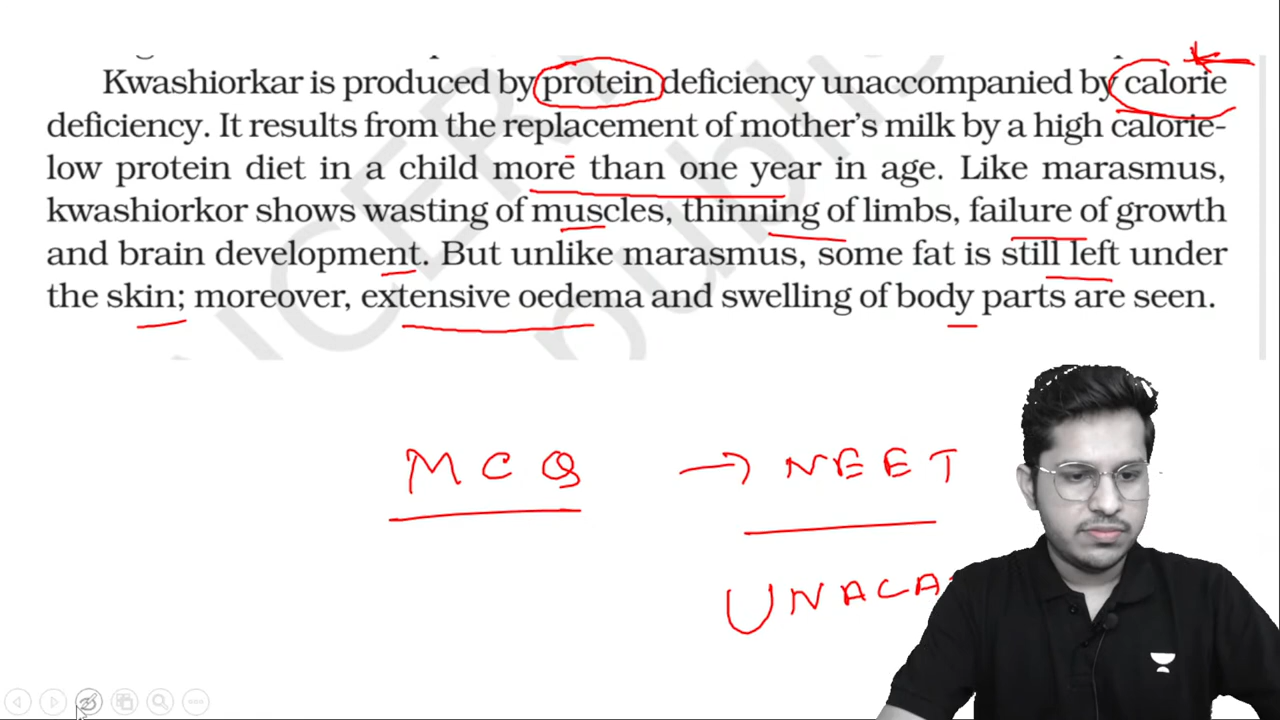 Kwashiorkar is produced by protein deficiency unaccompanied by calorie
deficiency. It results from the replacement of mother's milk by a high calorie-
low protein diet in a child more than one year in age. Like marasmus,
kwashiorkor shows wasting of muscles, thinning of limbs, failure of growth
and brain development. But unlike marasmus, some fat is still left under
the skin; moreover, extensive oedema and swelling of body parts are seen.
MCQ → NEET
UNACA